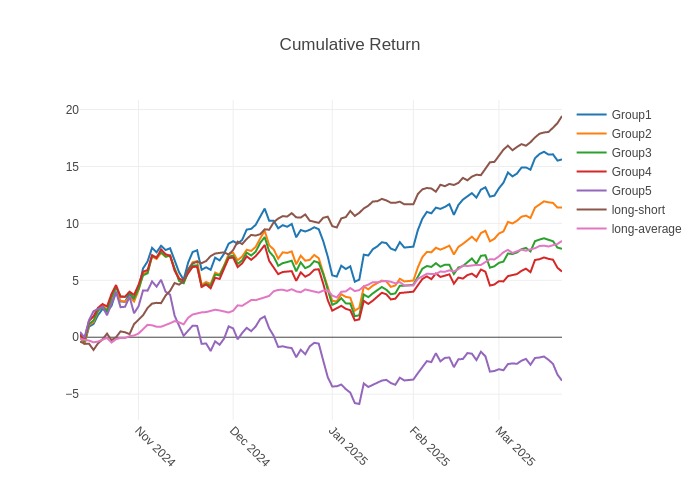 Cumulative Return
20
15
10
5
0
−5
Nov 2024
Dec 2024
Jan 2025
Feb 2025
Mar 2025
Group1
Group2
Group3
Group4
Group5
long-short
long-average